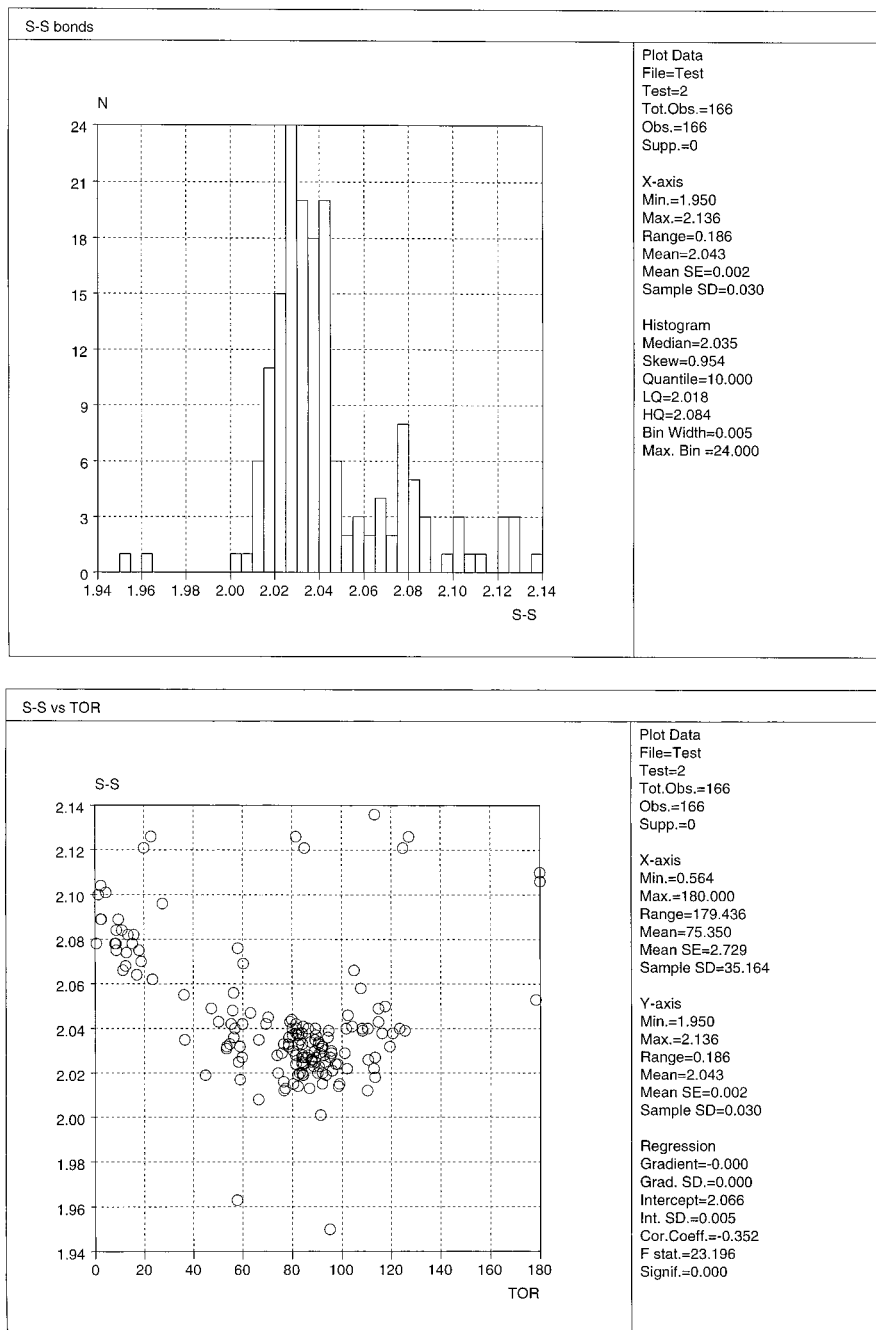 S-S bonds
N
24
21
18
15
12
9
6
3
0
1.94 1.96 1.98 2.00 2.02 2.04 2.06 2.08 2.10 2.12 2.14
S-S
Plot Data
File=Test
Test=2
Tot.Obs.=166
Obs.=166
Supp.=0
X-axis
Min.=1.950
Max.=2.136
Range=0.186
Mean=2.043
Mean SE=0.002
Sample SD=0.030
Histogram
Median=2.035
Skew=0.954
Quantile=10.000
LQ=2.018
HQ=2.084
Bin Width=0.005
Max. Bin =24.000
S-S vs TOR
S-S
2.14
2.12
2.10
2.08
2.06
2.04
2.02
2.00
1.98
1.96
1.94
0 20 40 60 80 100 120 140 160 180
TOR
Plot Data
File=Test
Test=2
Tot.Obs.=166
Obs.=166
Supp.=0
X-axis
Min.=0.564
Max.=180.000
Range=179.436
Mean=75.350
Mean SE=2.729
Sample SD=35.164
Y-axis
Min.=1.950
Max.=2.136
Range=0.186
Mean=2.043
Mean SE=0.002
Sample SD=0.030
Regression
Gradient=-0.000
Grad. SD.=0.000
Intercept=2.066
Int. SD.=0.005
Cor.Coeff.=-0.352
F stat.=23.196
Signif.=0.000